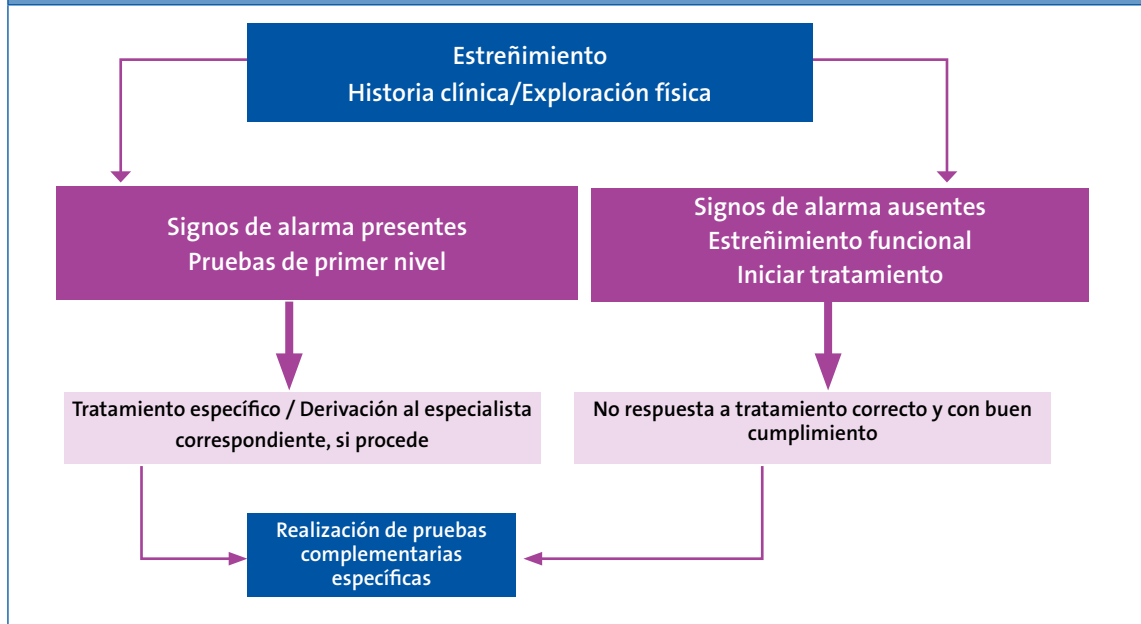 Estreñimiento
Historia clínica/Exploración física
Signos de alarma presentes
Pruebas de primer nivel
Signos de alarma ausentes
Estreñimiento funcional
Iniciar tratamiento
Tratamiento específico / Derivación al especialista
correspondiente, si procede
No respuesta a tratamiento correcto y con buen
cumplimiento
Realización de pruebas
complementarias
específicas